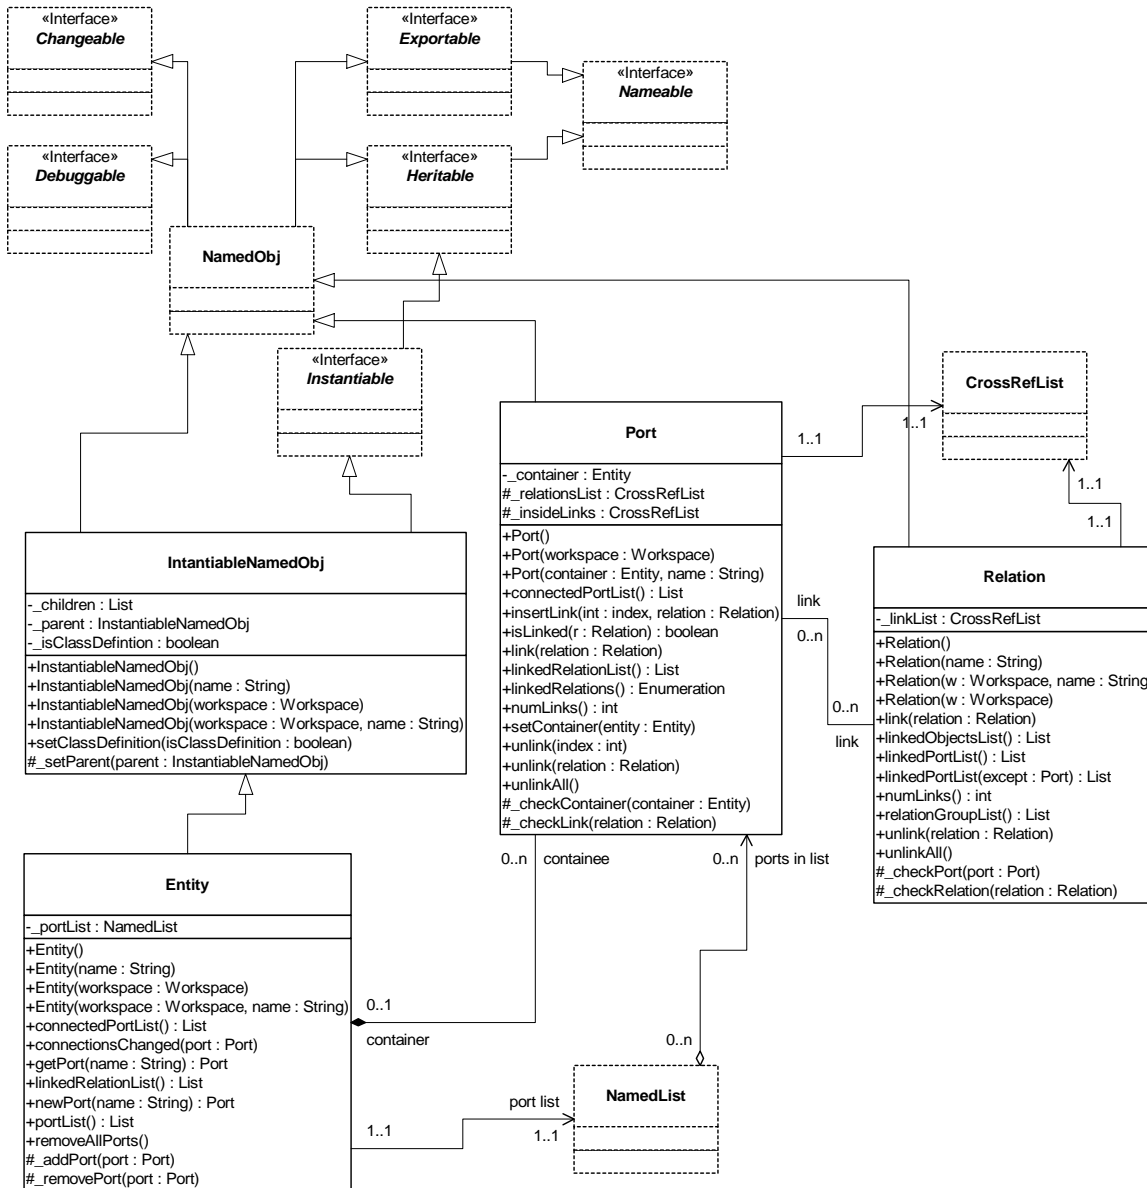 «Interface»
Changeable
«Interface»
Exportable
«Interface»
Nameable
«Interface»
Debuggable
«Interface»
Heritable
NamedObj
«Interface»
Instantiable
CrossRefList
1..1
1..1
1..1
1..1
Port
-_container : Entity
#_relationsList : CrossRefList
#_insideLinks : CrossRefList
+Port()
+Port(workspace : Workspace)
+Port(container : Entity, name : String)
+connectedPortList() : List
+insertLink(int : index, relation : Relation)
+isLinked(r : Relation) : boolean
+link(relation : Relation)
+linkedRelationList() : List
+linkedRelations() : Enumeration
+numLinks() : int
+setContainer(entity : Entity)
+unlink(index : int)
+unlink(relation : Relation)
+unlinkAll()
#_checkContainer(container : Entity)
#_checkLink(relation : Relation)
link
0..n
0..n
link
Relation
-_linkList : CrossRefList
+Relation()
+Relation(name : String)
+Relation(w : Workspace, name : String
+Relation(w : Workspace)
+link(relation : Relation)
+linkedObjectsList() : List
+linkedPortList() : List
+linkedPortList(except : Port) : List
+numLinks() : int
+relationGroupList() : List
+unlink(relation : Relation)
+unlinkAll()
#_checkPort(port : Port)
#_checkRelation(relation : Relation)
IntantiableNamedObj
-_children : List
-_parent : InstantiableNamedObj
-_isClassDefintion : boolean
+InstantiableNamedObj()
+InstantiableNamedObj(name : String)
+InstantiableNamedObj(workspace : Workspace)
+InstantiableNamedObj(workspace : Workspace, name : String)
+setClassDefinition(isClassDefinition : boolean)
#_setParent(parent : InstantiableNamedObj)
0..n containee
0..n ports in list
Entity
-_portList : NamedList
+Entity()
+Entity(name : String)
+Entity(workspace : Workspace)
+Entity(workspace : Workspace, name : String)
+connectedPortList() : List
+connectionsChanged(port : Port)
+getPort(name : String) : Port
+linkedRelationList() : List
+newPort(name : String) : Port
+portList() : List
+removeAllPorts()
#_addPort(port : Port)
#_removePort(port : Port)
0..1
container
0..n
NamedList
port list
1..1
1..1